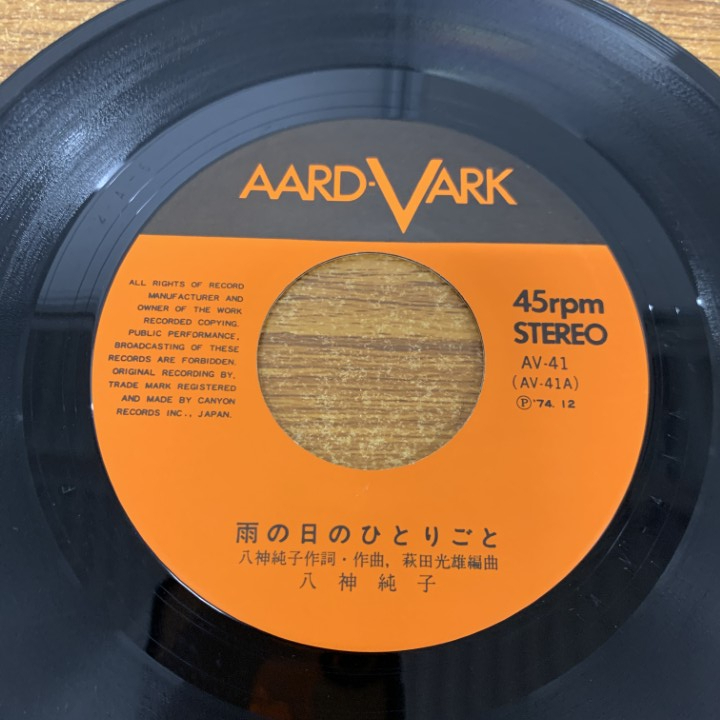 AARD-VARK
ALL RIGHTS OF RECORD
MANUFACTURER AND
OWNER OF THE WORK
RECORDED COPYING,
PUBLIC PERFORMANCE,
BROADCASTING OF THESE
RECORDS ARE FORBIDDEN.
ORIGINAL RECORDING BY,
TRADE MARK REGISTERED
AND MADE BY CANYON
RECORDS INC., JAPAN.
45rpm
STEREO
AV-41
(AV-41A)
Ⓟ'74. 12
雨の日のひとりごと
八神純子作詞・作曲, 萩田光雄編曲
八神純子